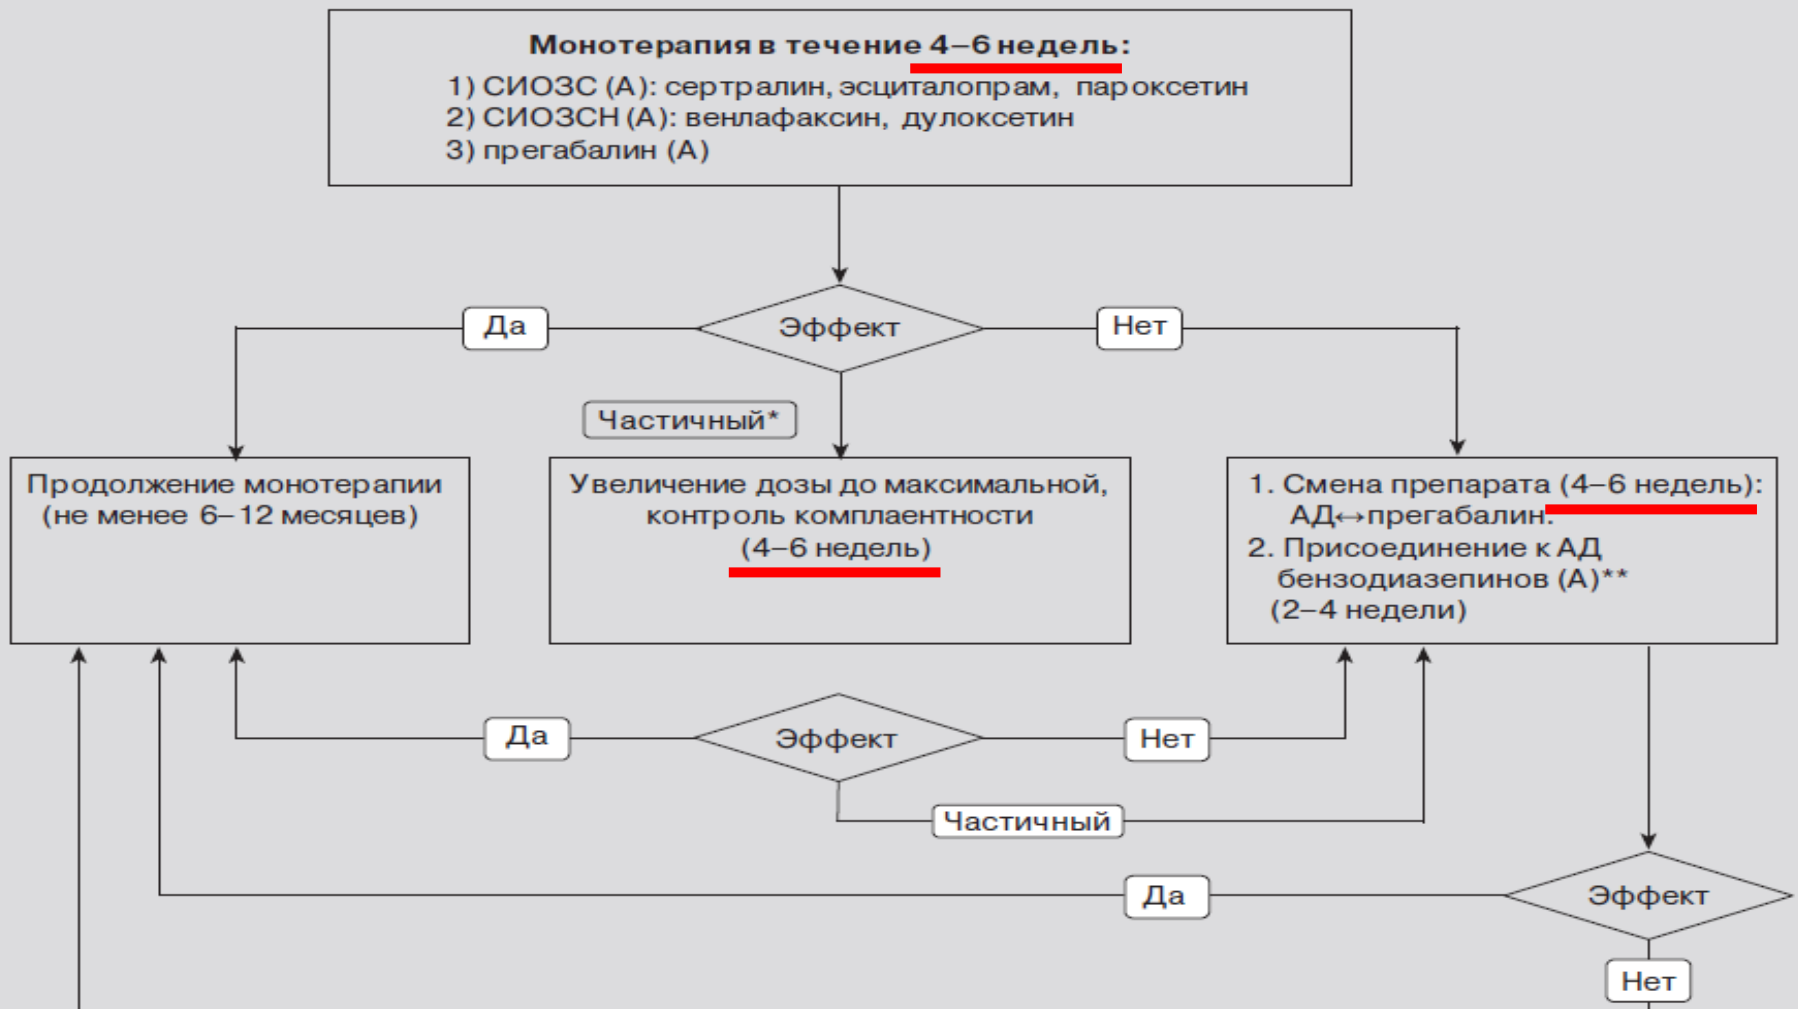 Монотерапия в течение 4–6 недель:
1) СИОЗС (А): сертралин, эсциталопрам, пароксетин
2) СИОЗСН (А): венлафаксин, дулоксетин
3) прегабалин (А)
Да
Эффект
Нет
Частичный*
Продолжение монотерапии
(не менее 6–12 месяцев)
Увеличение дозы до максимальной,
контроль комплаентности
(4–6 недель)
1. Смена препарата (4–6 недель):
АД↔прегабалин.
2. Присоединение к АД
бензодиазепинов (А)**
(2–4 недели)
Да
Эффект
Нет
Частичный
Да
Эффект
Нет